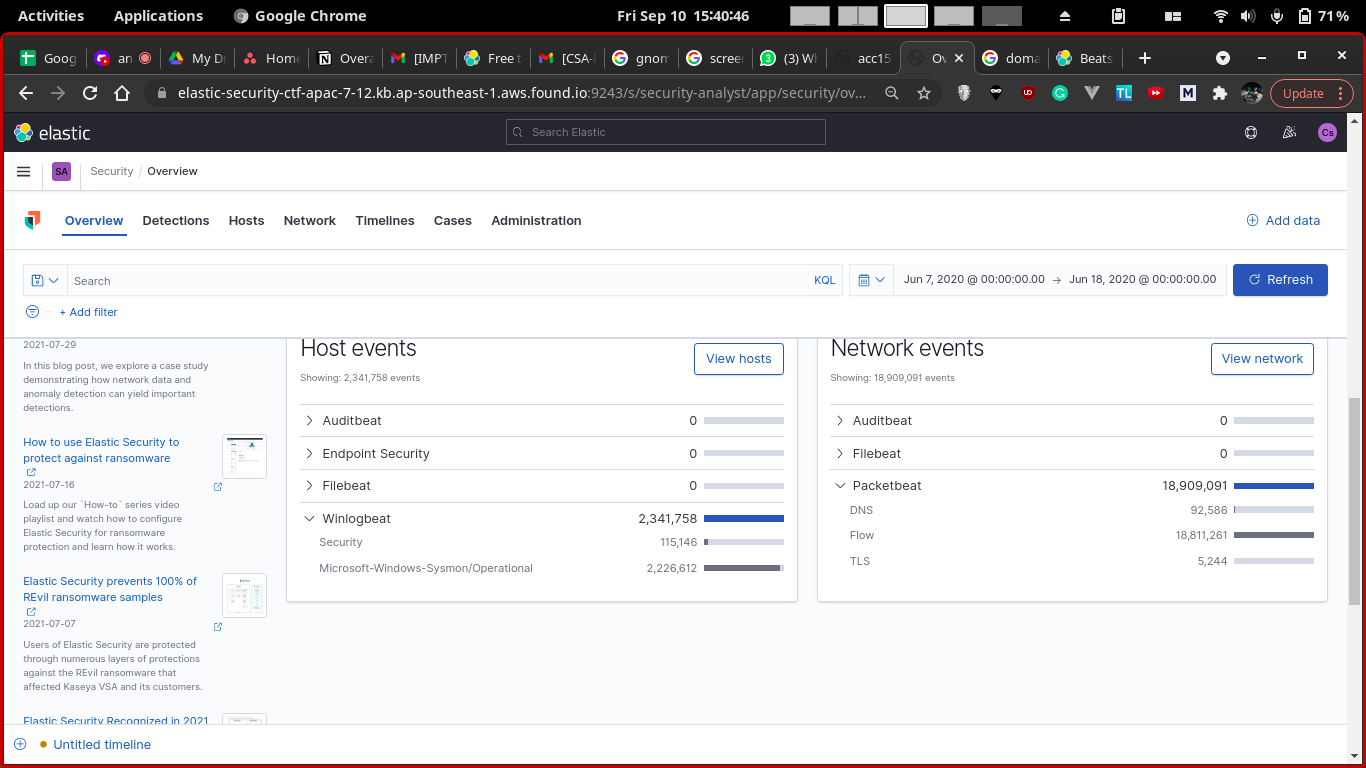 Activities Applications Google Chrome Fri Sep 10 15:40:46 71%
Goog an My Dr Home Overa [IMPT Free t [CSA-L gnom scree (3) Wh acc15 Ov doma Beats
elastic-security-ctf-apac-7-12.kb.ap-southeast-1.aws.found.io:9243/s/security-analyst/app/security/ov... UD TL M Update
elastic Search Elastic Cs
SA Security / Overview
Overview Detections Hosts Network Timelines Cases Administration Add data
Search KQL Jun 7, 2020 @ 00:00:00.00 → Jun 18, 2020 @ 00:00:00.00 Refresh
+ Add filter
2021-07-29
In this blog post, we explore a case study
demonstrating how network data and
anomaly detection can yield important
detections.
How to use Elastic Security to
protect against ransomware
2021-07-16
Load up our `How-to` series video
playlist and watch how to configure
Elastic Security for ransomware
protection and learn how it works.
Elastic Security prevents 100% of
REvil ransomware samples
2021-07-07
Users of Elastic Security are protected
through numerous layers of protections
against the REvil ransomware that
affected Kaseya VSA and its customers.
Elastic Security Recognized in 2021
Host events
View hosts
Showing: 2,341,758 events
Auditbeat 0
Endpoint Security 0
Filebeat 0
Winlogbeat 2,341,758
Security 115,146
Microsoft-Windows-Sysmon/Operational 2,226,612
Network events
View network
Showing: 18,909,091 events
Auditbeat 0
Filebeat 0
Packetbeat 18,909,091
DNS 92,586
Flow 18,811,261
TLS 5,244
Untitled timeline